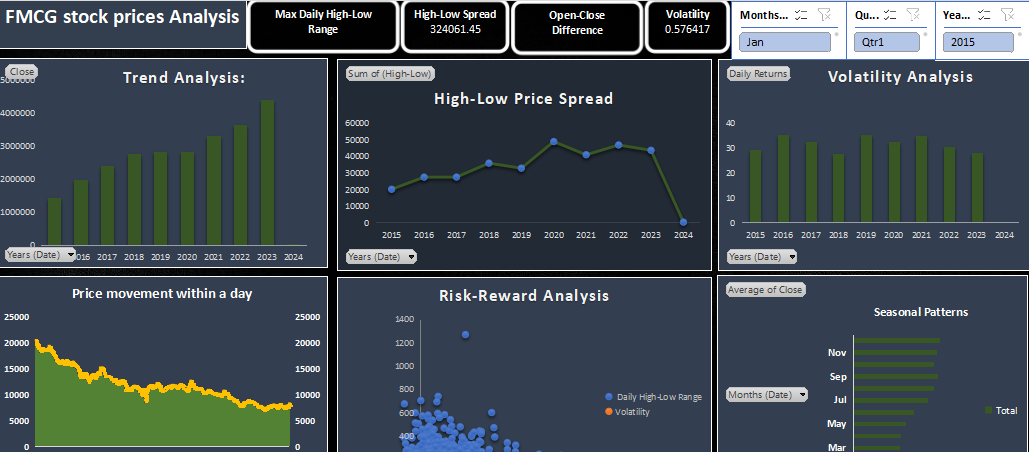 FMCG stock prices Analysis
Max Daily High-Low
Range
High-Low Spread
324061.45
Open-Close
Difference
Volatility
0.576417
Months...
Jan
Qu...
Qtr1
Yea...
2015
Close
Trend Analysis:
5000000
4000000
3000000
2000000
1000000
0
Years (Date)
2016 2017 2018 2019 2020 2021 2022 2023 2024
Sum of (High-Low)
High-Low Price Spread
60000
50000
40000
30000
20000
10000
0
2015 2016 2017 2018 2019 2020 2021 2022 2023 2024
Years (Date)
Daily Returns
Volatility Analysis
40
30
20
10
0
2015 2016 2017 2018 2019 2020 2021 2022 2023 2024
Years (Date)
Price movement within a day
25000 25000
20000 20000
15000 15000
10000 10000
5000 5000
0 0
Risk-Reward Analysis
1400
1200
1000
800
600
400
Daily High-Low Range
Volatility
Average of Close
Seasonal Patterns
Nov
Sep
Jul
May
Mar
Months (Date)
Total